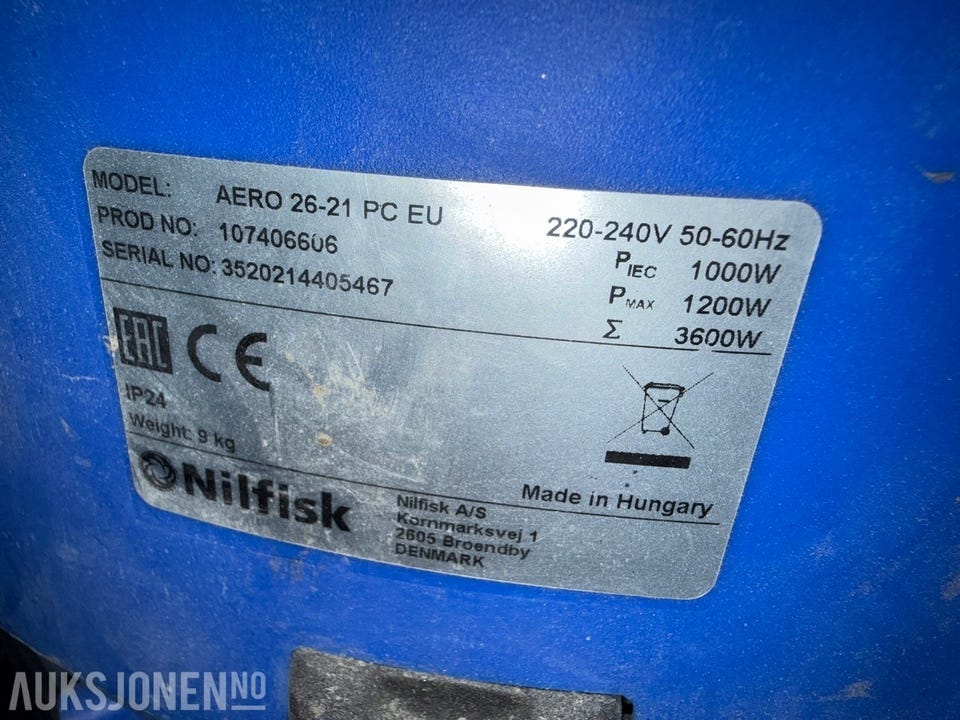 MODEL: AERO 26-21 PC EU
PROD NO: 107406606
SERIAL NO: 3520214405467
220-240V 50-60Hz
PIEC 1000W
PMAX 1200W
Σ 3600W
EAC CE
IP24
Weight: 9 kg
Made in Hungary
Nilfisk
Nilfisk A/S
Kornmarksvej 1
2605 Broendby
DENMARK
AUKSJONEN.NO